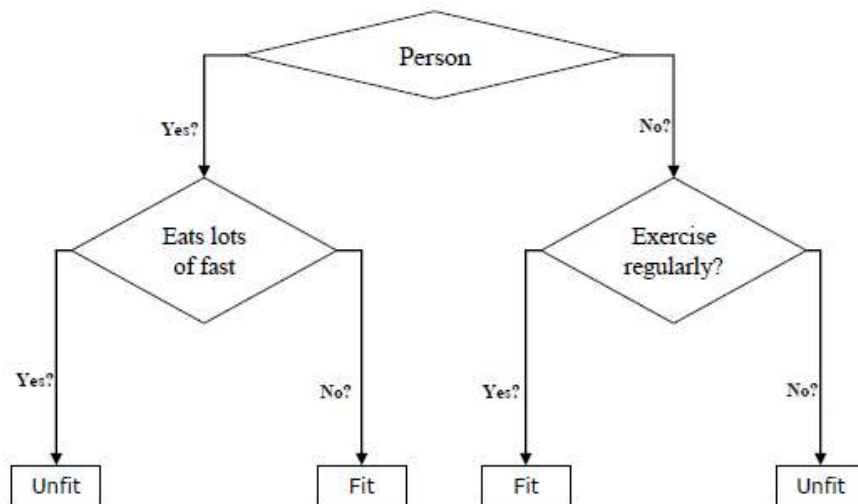 Person
Yes?
No?
Eats lots
of fast
Exercise
regularly?
Yes?
No?
Yes?
No?
Unfit
Fit
Fit
Unfit